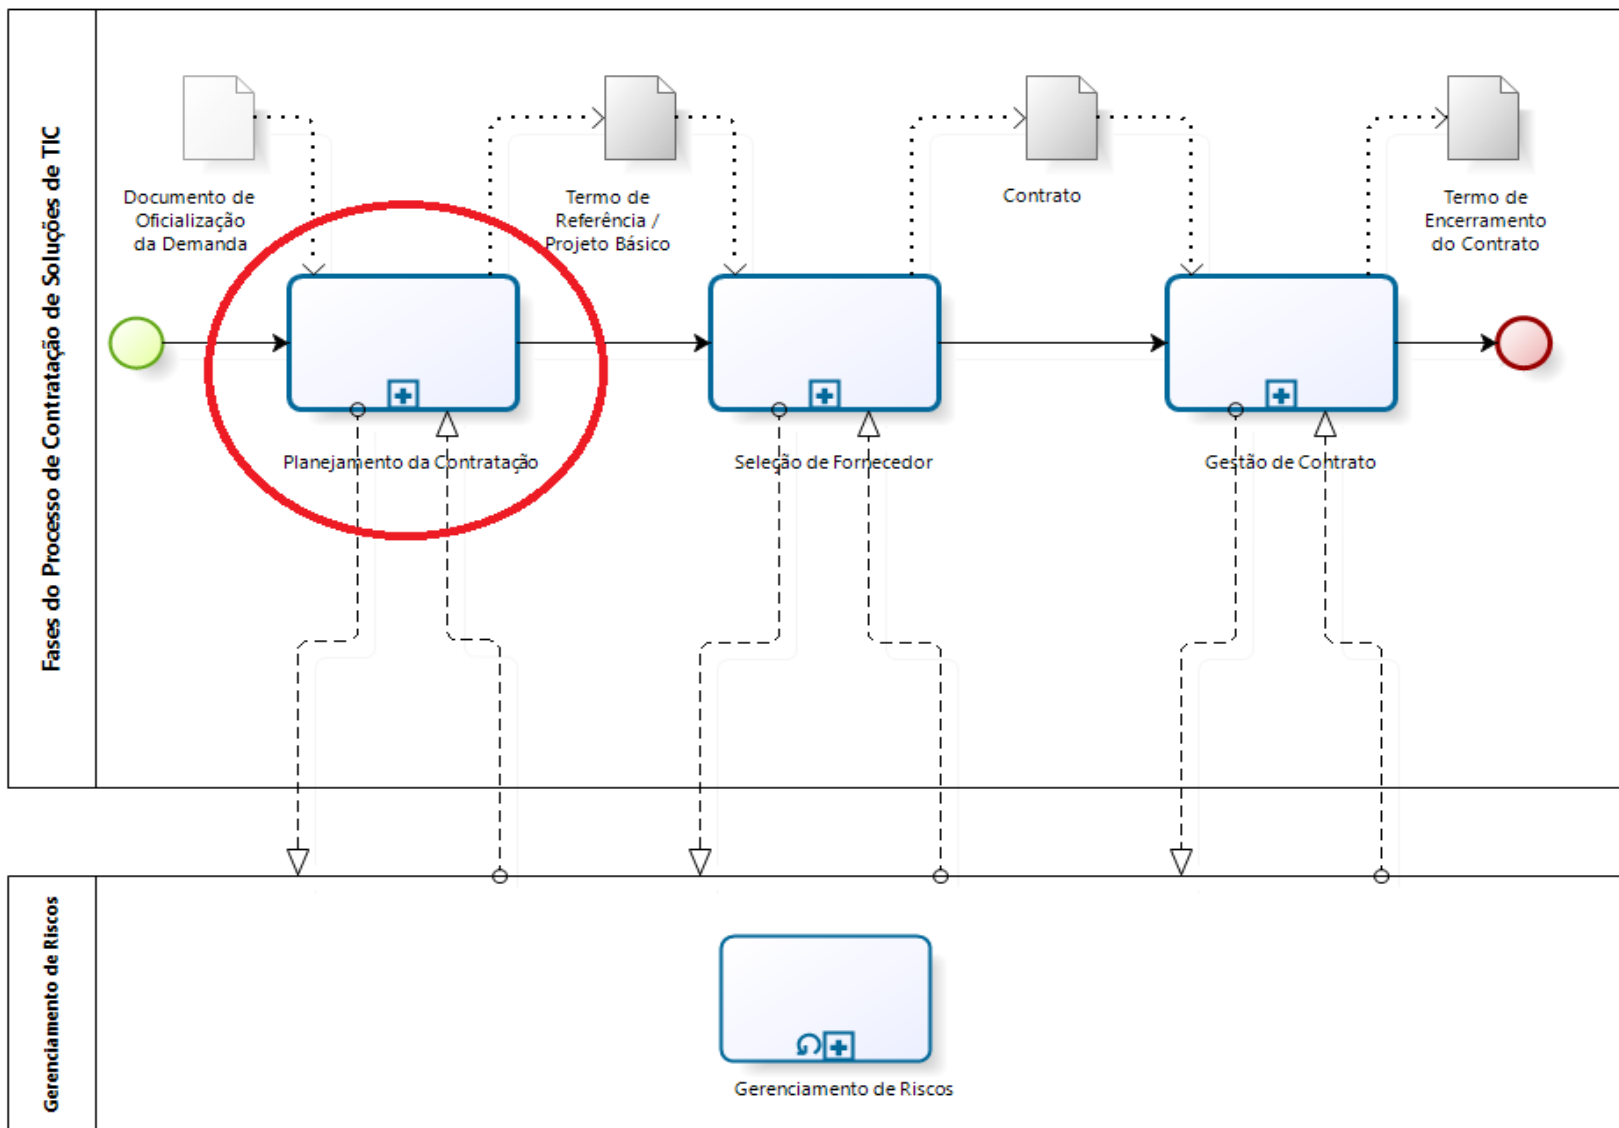 Fases do Processo de Contratação de Soluções de TIC
Documento de
Oficialização
da Demanda
Termo de
Referência /
Projeto Básico
Contrato
Termo de
Encerramento
do Contrato
Planejamento da Contratação
Seleção de Fornecedor
Gestão de Contrato
Gerenciamento de Riscos
Gerenciamento de Riscos